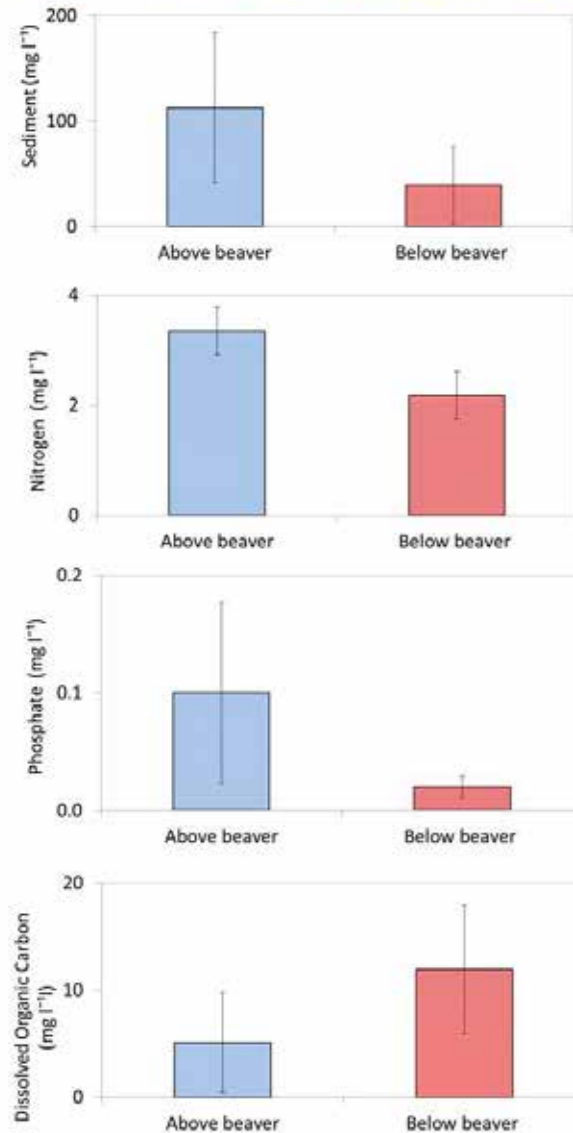 Sediment (mg l⁻¹)
200
100
0
Above beaver
Below beaver
Nitrogen (mg l⁻¹)
4
2
0
Above beaver
Below beaver
Phosphate (mg l⁻¹)
0.2
0.1
0.0
Above beaver
Below beaver
Dissolved Organic Carbon
(mg l⁻¹l)
20
10
0
Above beaver
Below beaver